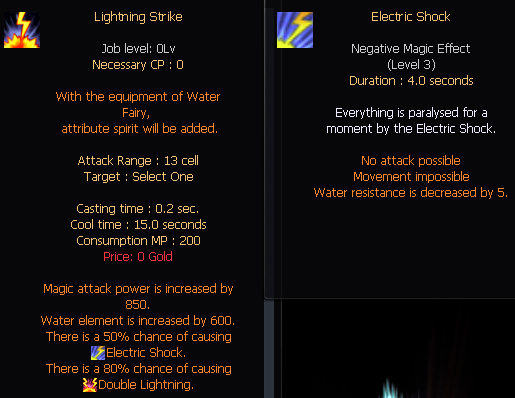 Lightning Strike
Job level: 0Lv
Necessary CP : 0
With the equipment of Water
Fairy,
attribute spirit will be added.
Attack Range : 13 cell
Target : Select One
Casting time : 0.2 sec.
Cool time : 15.0 seconds
Consumption MP : 200
Price: 0 Gold
Magic attack power is increased by
850.
Water element is increased by 600.
There is a 50% chance of causing
Electric Shock.
There is a 80% chance of causing
Double Lightning.
Electric Shock
Negative Magic Effect
(Level 3)
Duration : 4.0 seconds
Everything is paralysed for a
moment by the Electric Shock.
No attack possible
Movement impossible
Water resistance is decreased by 5.